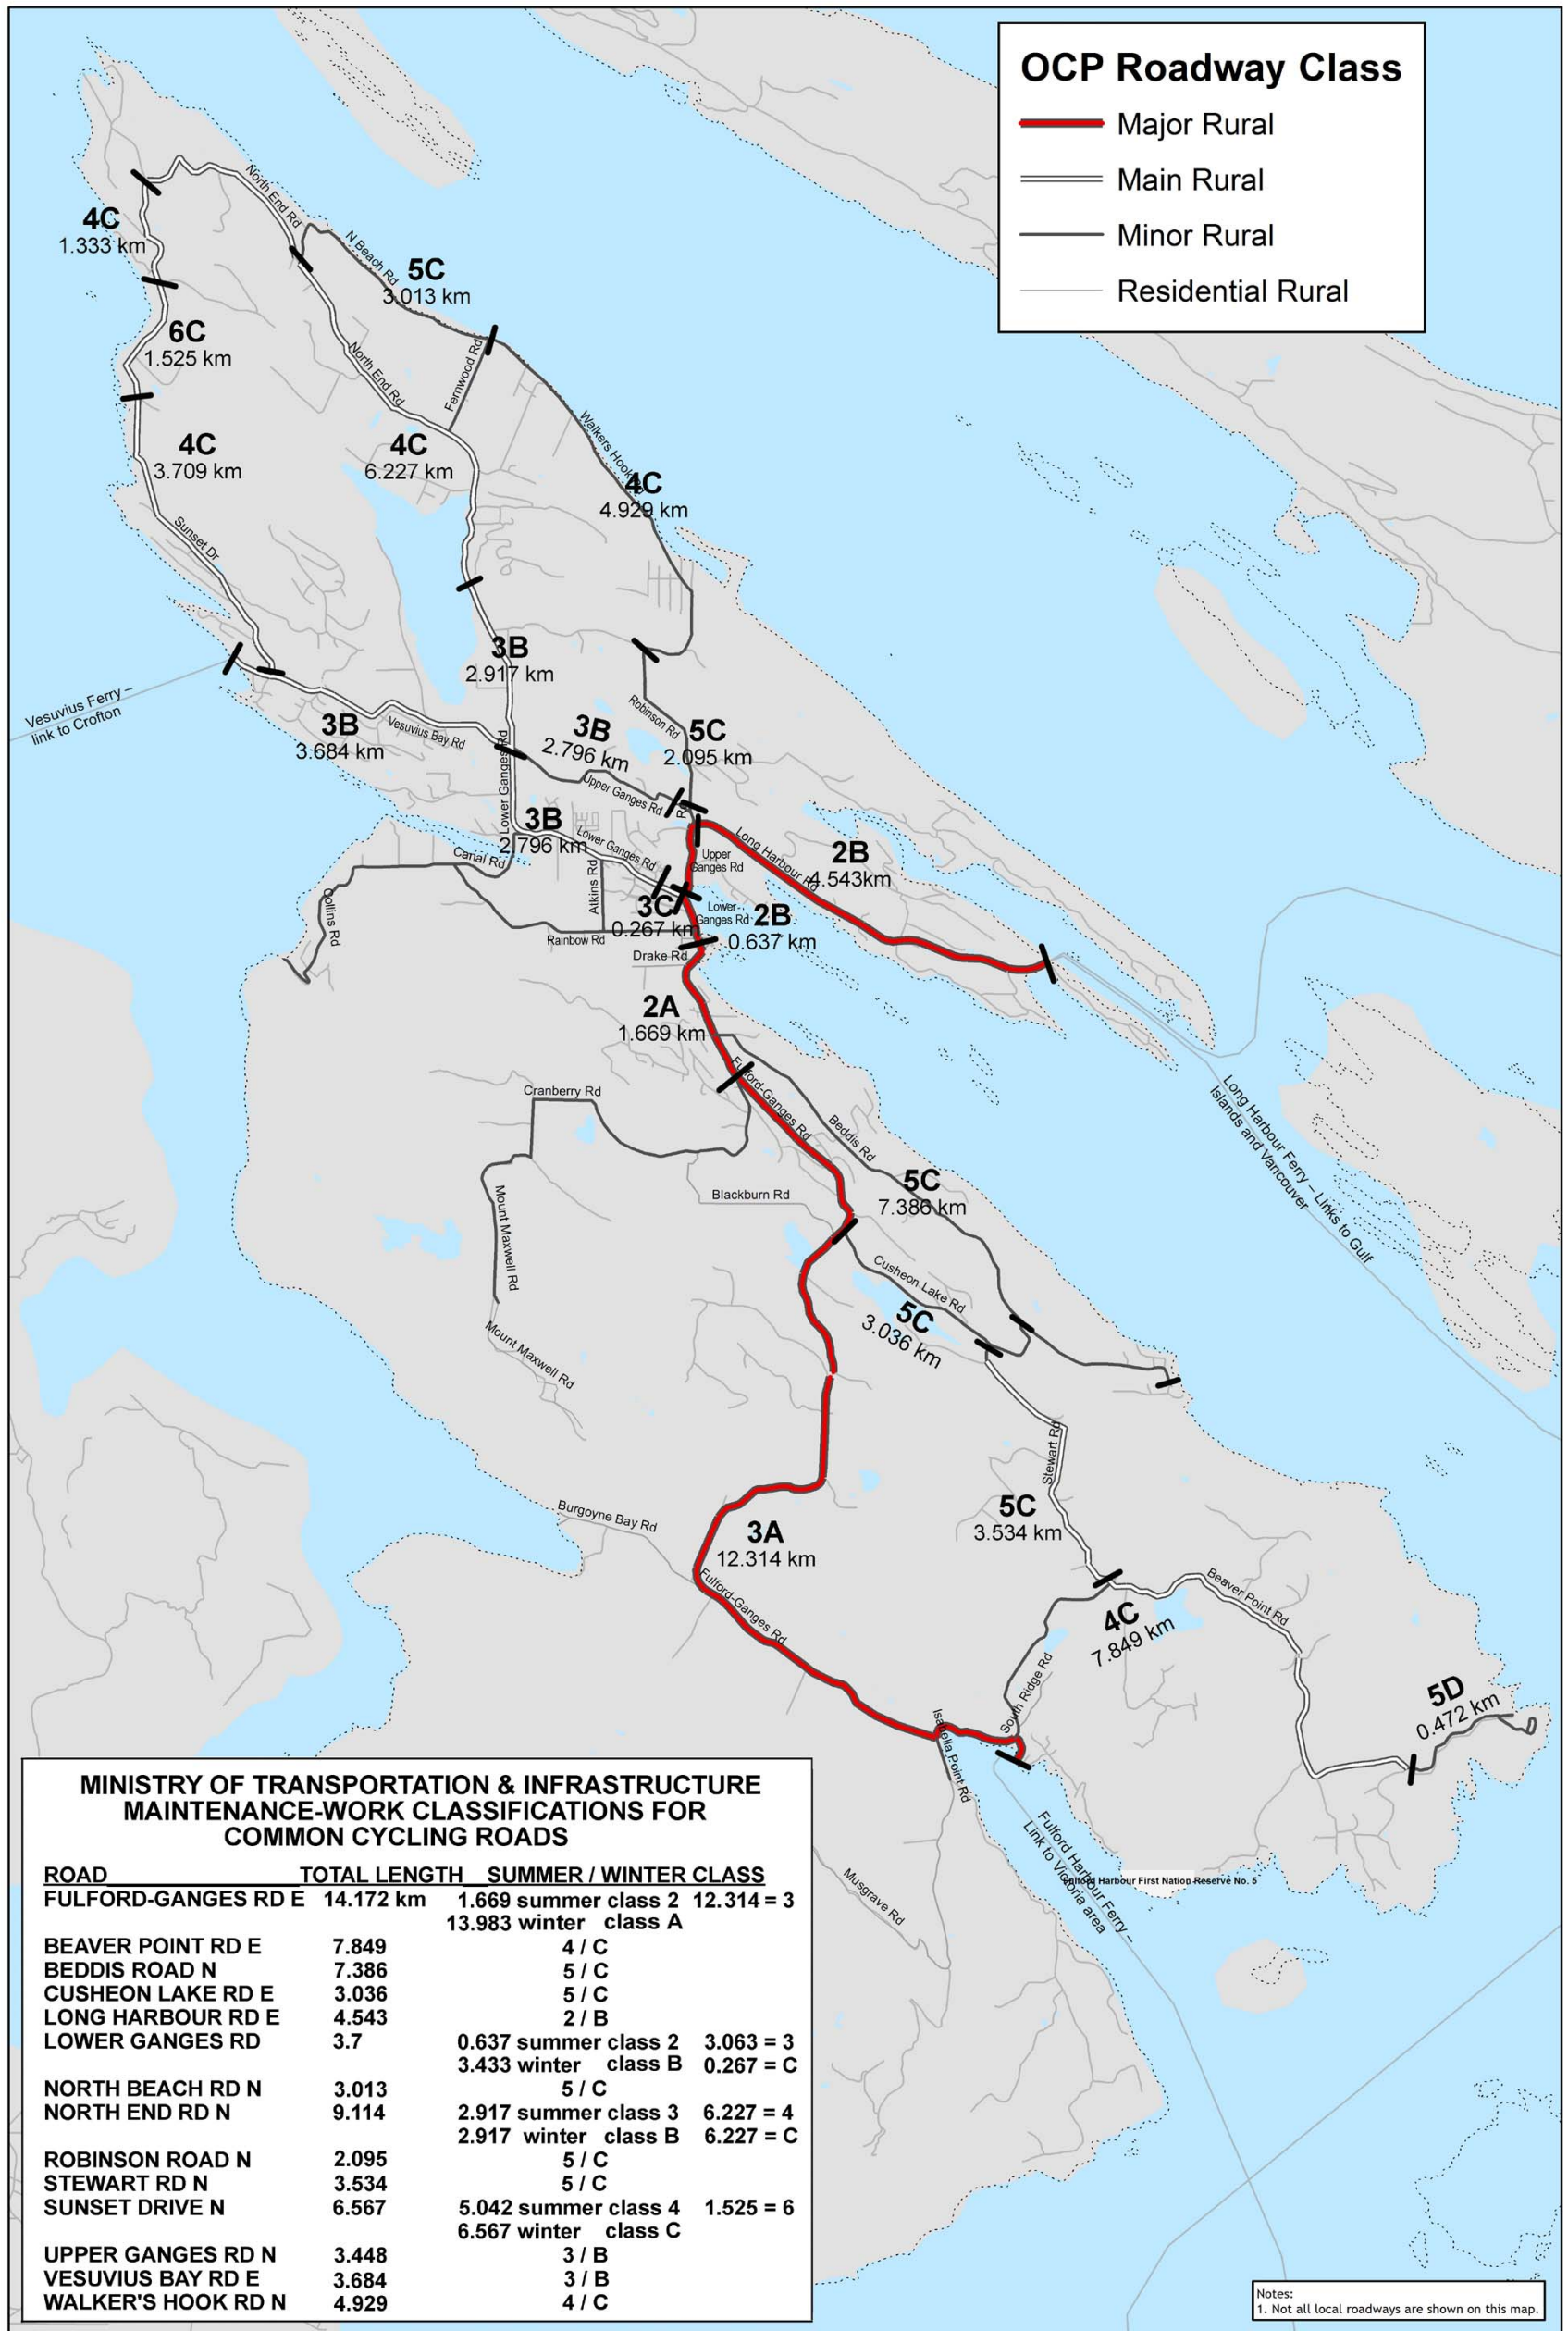 OCP Roadway Class
Major Rural
Main Rural
Minor Rural
Residential Rural
North End Rd
4C
1.333 km
N Beach Rd
5C
3.013 km
6C
1.525 km
North End Rd
Fernwood Rd
4C
3.709 km
4C
6.227 km
Walkers Hook
4C
4.929 km
Sunset Dr
3B
2.917 km
Vesuvius Ferry –
link to Crofton
3B
3.684 km
Vesuvius Bay Rd
Lower Ganges Rd
3B
2.796 km
Robinson Rd
5C
2.095 km
Upper Ganges Rd
Rd
3B
2.796 km
Lower Ganges Rd
Canal Rd
Atkins Rd
Upper
Ganges Rd
Long Harbour Rd
2B
4.543km
Collins Rd
Rainbow Rd
3C
0.267 km
Lower
Ganges Rd
2B
0.637 km
Drake Rd
2A
1.669 km
Fulford-Ganges Rd
Cranberry Rd
Beddis Rd
Long Harbour Ferry – Links to Gulf
Islands and Vancouver
5C
7.386 km
Blackburn Rd
Mount Maxwell Rd
Cusheon Lake Rd
5C
3.036 km
Mount Maxwell Rd
Stewart Rd
5C
3.534 km
Burgoyne Bay Rd
3A
12.314 km
Fulford-Ganges Rd
Beaver Point Rd
4C
7.849 km
South Ridge Rd
5D
0.472 km
Isabella Point Rd
Fulford Harbour Ferry –
Link to Victoria area
Fulford Harbour First Nation Reserve No. 5
Musgrave Rd
MINISTRY OF TRANSPORTATION & INFRASTRUCTURE
MAINTENANCE-WORK CLASSIFICATIONS FOR
COMMON CYCLING ROADS
ROAD TOTAL LENGTH SUMMER / WINTER CLASS
FULFORD-GANGES RD E 14.172 km 1.669 summer class 2 12.314 = 3
13.983 winter class A
BEAVER POINT RD E 7.849 4 / C
BEDDIS ROAD N 7.386 5 / C
CUSHEON LAKE RD E 3.036 5 / C
LONG HARBOUR RD E 4.543 2 / B
LOWER GANGES RD 3.7 0.637 summer class 2 3.063 = 3
3.433 winter class B 0.267 = C
NORTH BEACH RD N 3.013 5 / C
NORTH END RD N 9.114 2.917 summer class 3 6.227 = 4
2.917 winter class B 6.227 = C
ROBINSON ROAD N 2.095 5 / C
STEWART RD N 3.534 5 / C
SUNSET DRIVE N 6.567 5.042 summer class 4 1.525 = 6
6.567 winter class C
UPPER GANGES RD N 3.448 3 / B
VESUVIUS BAY RD E 3.684 3 / B
WALKER'S HOOK RD N 4.929 4 / C
Notes:
1. Not all local roadways are shown on this map.